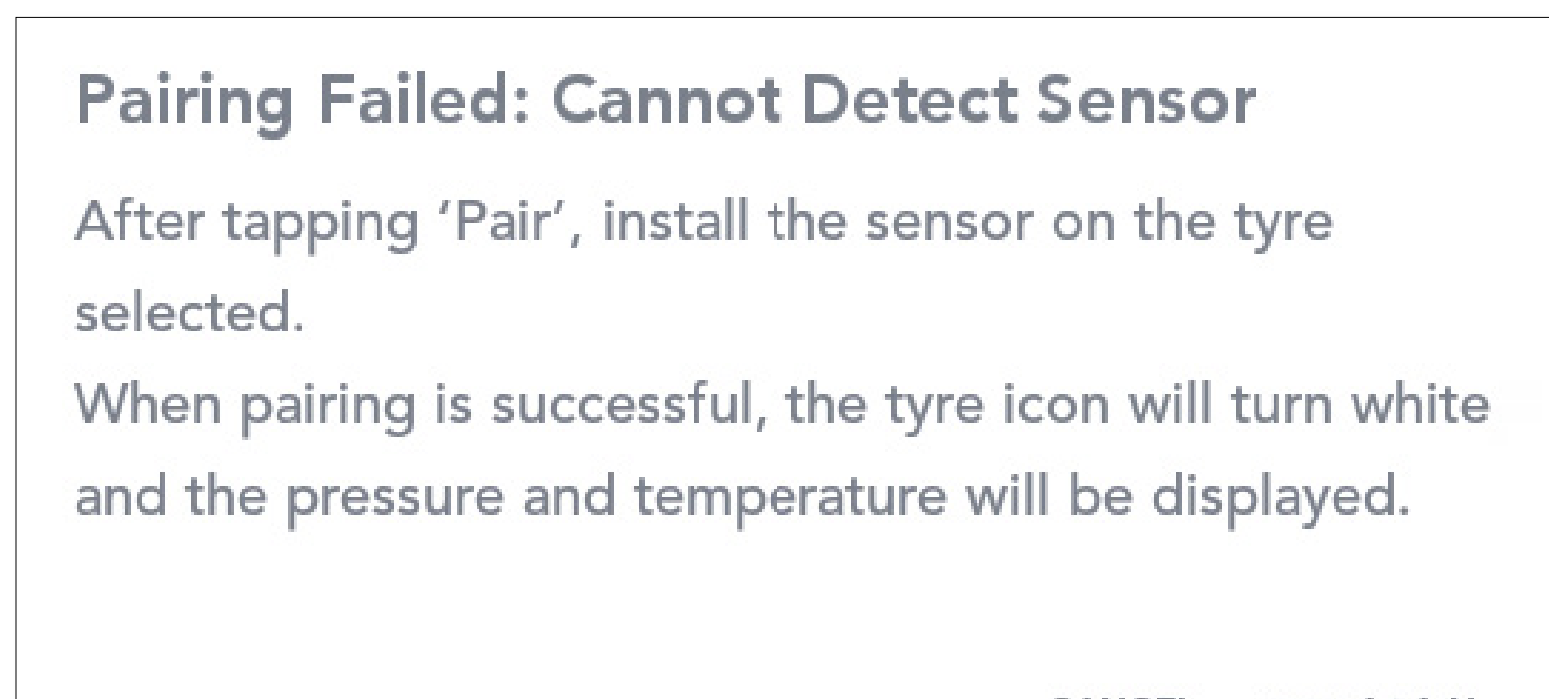 Pairing Failed: Cannot Detect Sensor
After tapping ‘Pair’, install the sensor on the tyre
selected.
When pairing is successful, the tyre icon will turn white
and the pressure and temperature will be displayed.